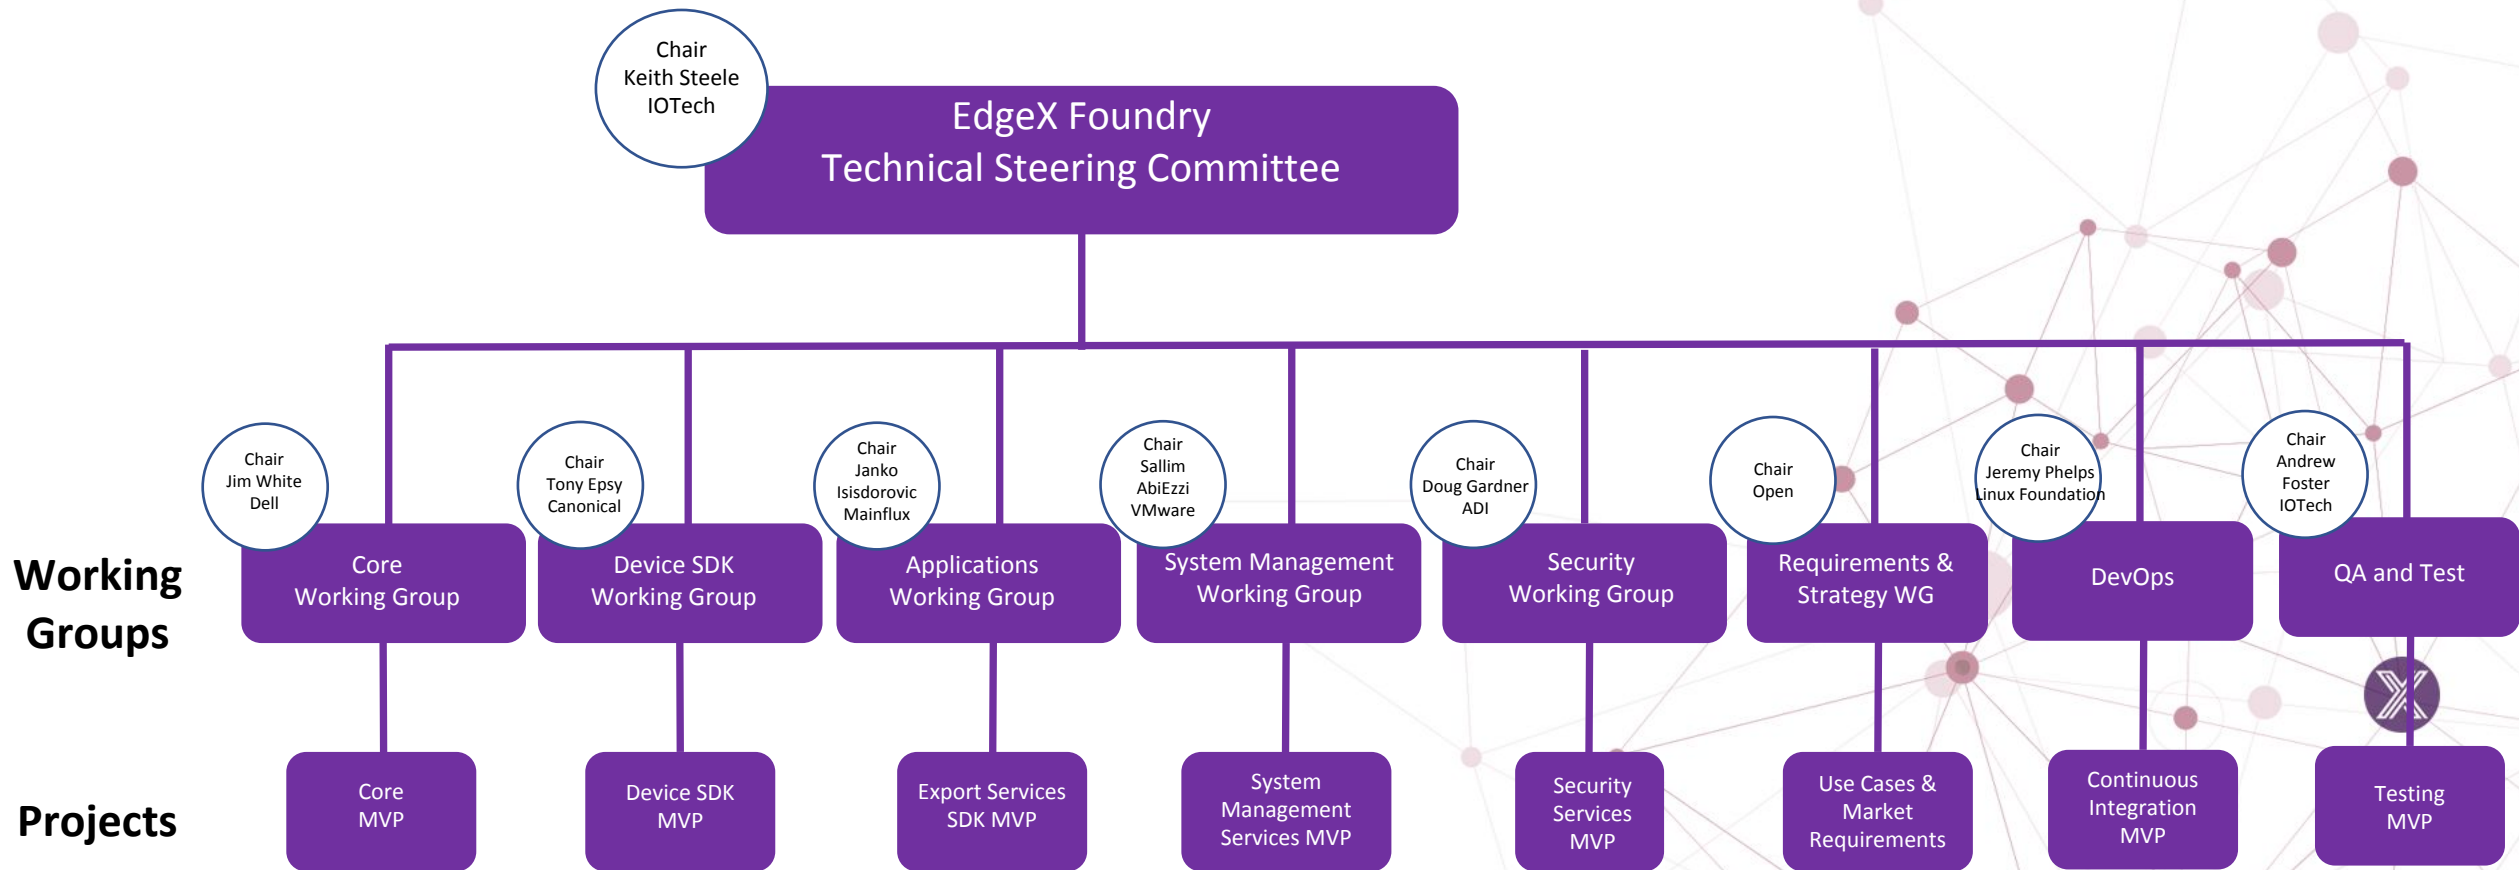 Chair
Keith Steele
IOTech
EdgeX Foundry
Technical Steering Committee
Chair
Jim White
Dell
Chair
Tony Epsy
Canonical
Chair
Janko
Isisdorovic
Mainflux
Chair
Sallim
AbiEzzi
VMware
Chair
Doug Gardner
ADI
Chair
Open
Chair
Jeremy Phelps
Linux Foundation
Chair
Andrew
Foster
IOTech
Working
Groups
Core
Working Group
Device SDK
Working Group
Applications
Working Group
System Management
Working Group
Security
Working Group
Requirements &
Strategy WG
DevOps
QA and Test
Projects
Core
MVP
Device SDK
MVP
Export Services
SDK MVP
System
Management
Services MVP
Security
Services
MVP
Use Cases &
Market
Requirements
Continuous
Integration
MVP
Testing
MVP